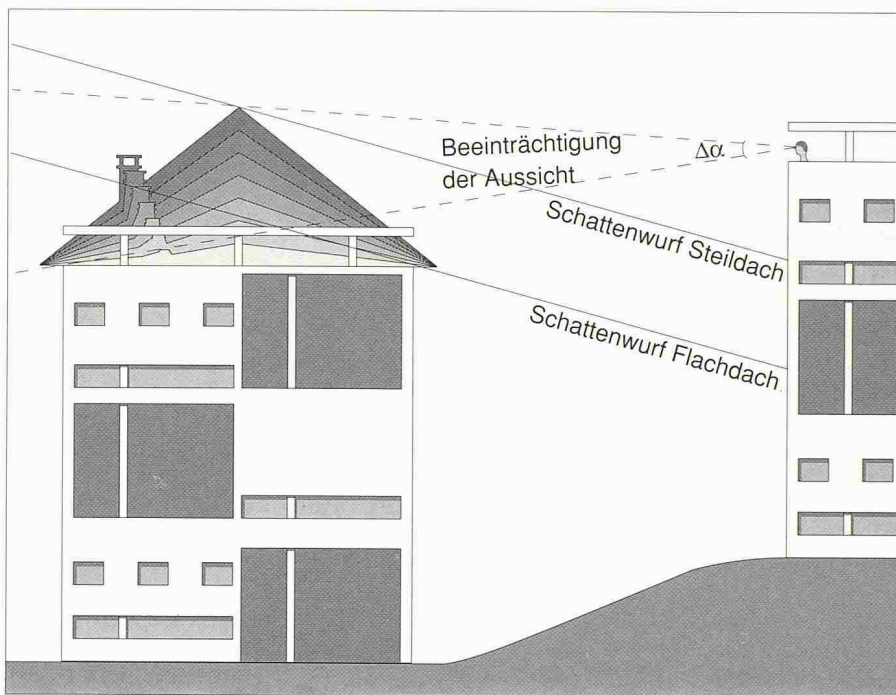 Beeinträchtigung
der Aussicht
Δα
Schattenwurf Steildach
Schattenwurf Flachdach